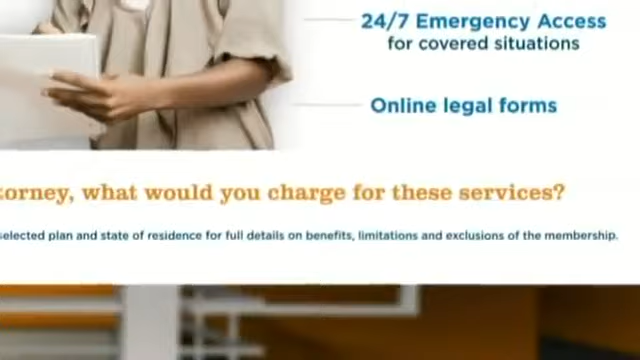 24/7 Emergency Access
for covered situations
Online legal forms
torney, what would you charge for these services?
selected plan and state of residence for full details on benefits, limitations and exclusions of the membership.